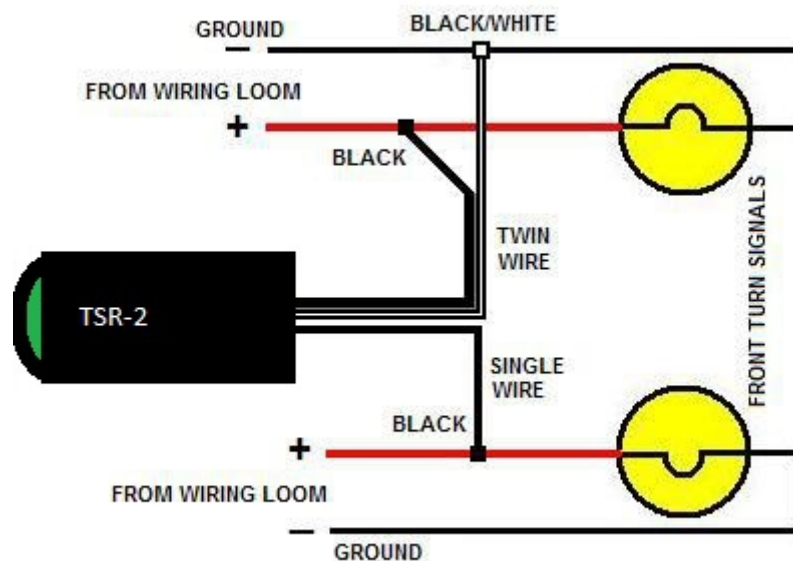 BLACK/WHITE
GROUND
–
FROM WIRING LOOM
+
BLACK
TWIN
WIRE
FRONT TURN SIGNALS
TSR-2
SINGLE
WIRE
BLACK
+
FROM WIRING LOOM
–
GROUND